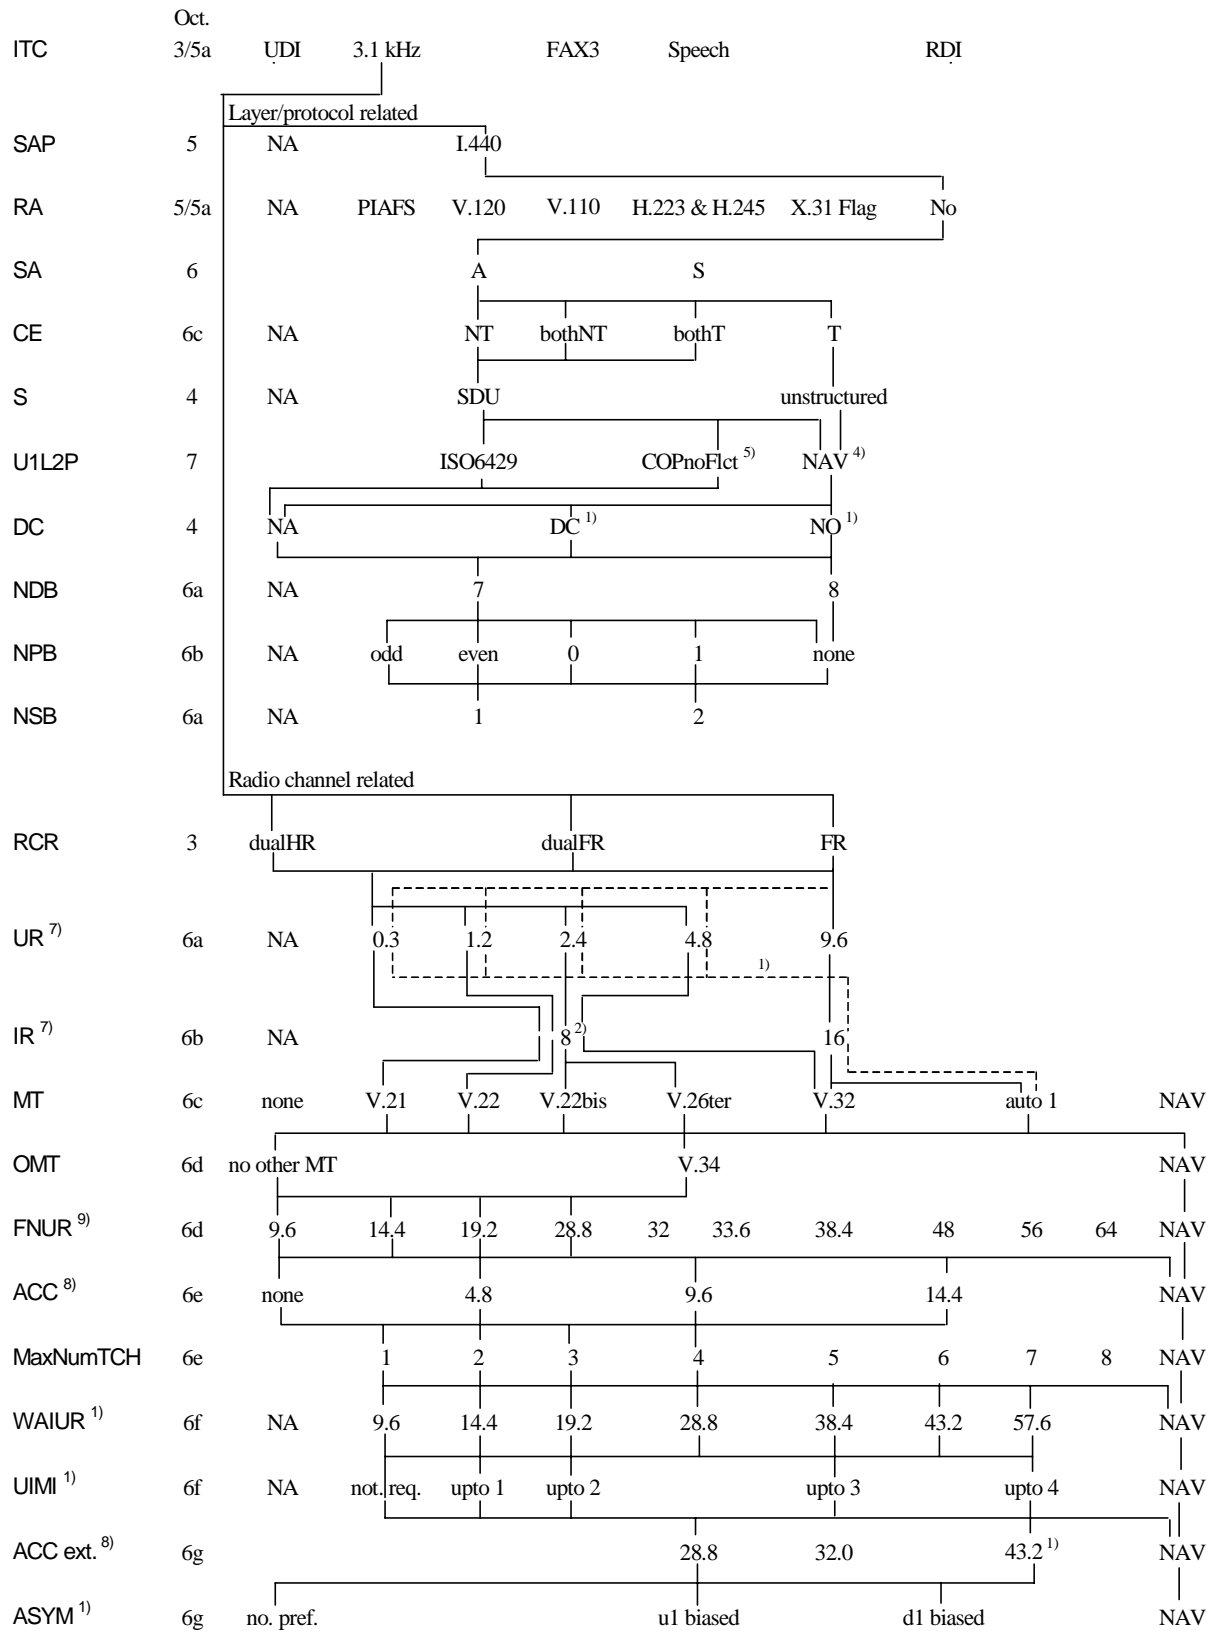 Oct.
ITC 3/5a UDI 3.1 kHz FAX3 Speech RDI
Layer/protocol related
SAP 5 NA I.440
RA 5/5a NA PIAFS V.120 V.110 H.223 & H.245 X.31 Flag No
SA 6 A S
CE 6c NA NT bothNT bothT T
S 4 NA SDU unstructured
U1L2P 7 ISO6429 COPnoFlct 5) NAV 4)
DC 4 NA DC 1) NO 1)
NDB 6a NA 7 8
NPB 6b NA odd even 0 1 none
NSB 6a NA 1 2
Radio channel related
RCR 3 dualHR dualFR FR
UR 7) 6a NA 0.3 1.2 2.4 4.8 9.6
1)
IR 7) 6b NA 8 2) 16
MT 6c none V.21 V.22 V.22bis V.26ter V.32 auto 1 NAV
OMT 6d no other MT V.34 NAV
FNUR 9) 6d 9.6 14.4 19.2 28.8 32 33.6 38.4 48 56 64 NAV
ACC 8) 6e none 4.8 9.6 14.4 NAV
MaxNumTCH 6e 1 2 3 4 5 6 7 8 NAV
WAIUR 1) 6f NA 9.6 14.4 19.2 28.8 38.4 43.2 57.6 NAV
UIMI 1) 6f NA not. req. upto 1 upto 2 upto 3 upto 4 NAV
ACC ext. 8) 6g 28.8 32.0 43.2 1) NAV
ASYM 1) 6g no. pref. u1 biased d1 biased NAV